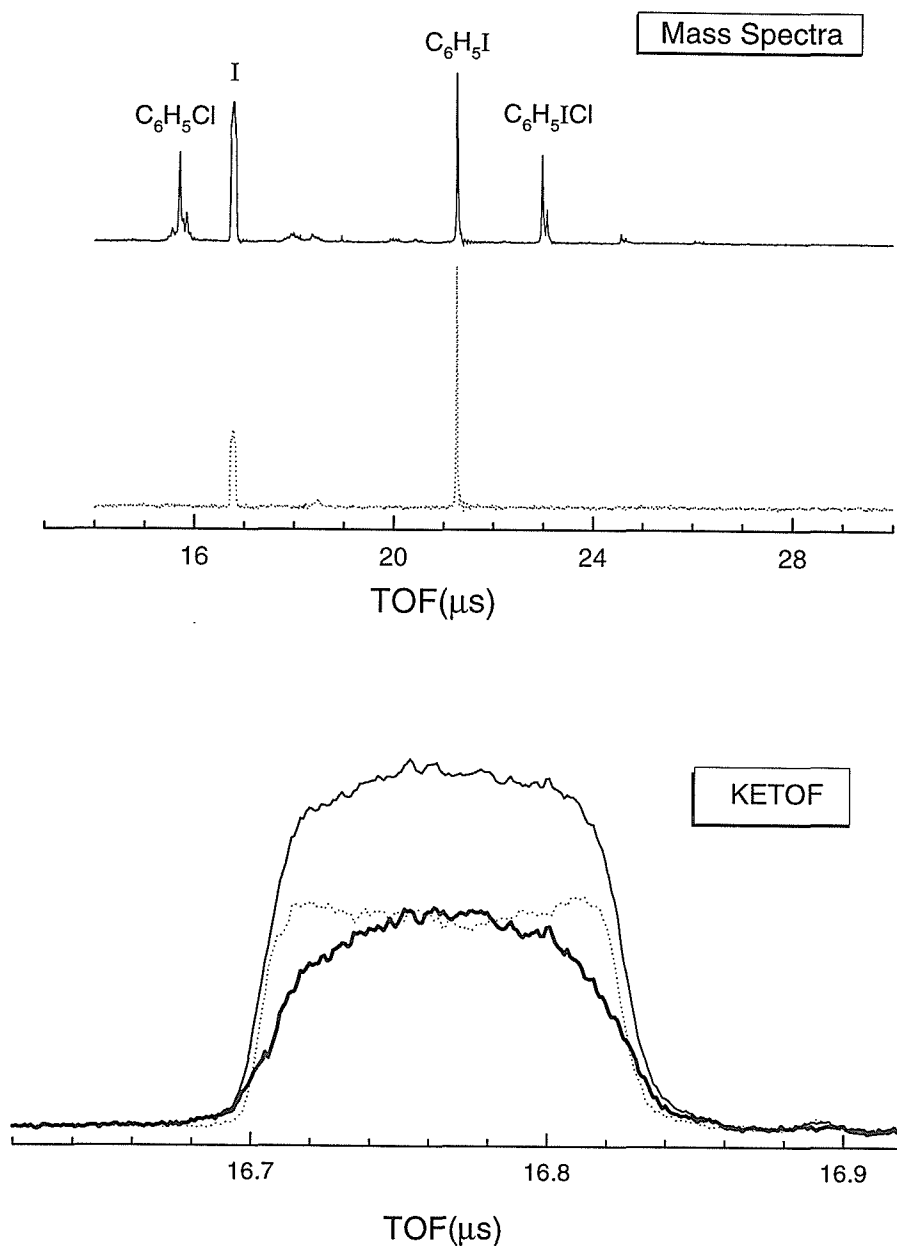 Mass Spectra
C₆H₅Cl
I
C₆H₅I
C₆H₅ICl
16 20 24 28
TOF(μs)
KETOF
16.7 16.8 16.9
TOF(μs)